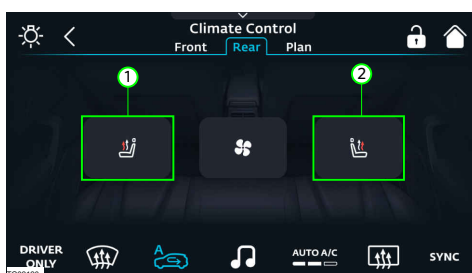 Climate Control
Front Rear Plan
1
2
A
DRIVER
ONLY
AUTO A/C
SYNC